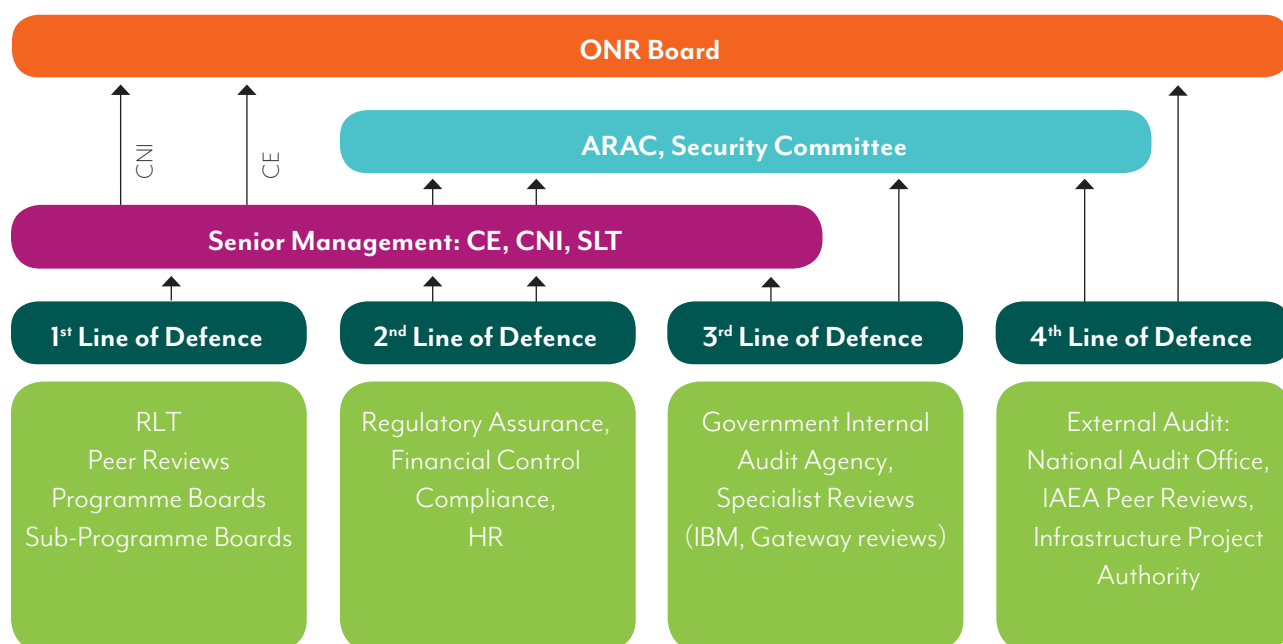 ONR Board
CNI
CE
ARAC, Security Committee
Senior Management: CE, CNI, SLT
1st Line of Defence
2nd Line of Defence
3rd Line of Defence
4th Line of Defence
RLT
Peer Reviews
Programme Boards
Sub-Programme Boards
Regulatory Assurance,
Financial Control
Compliance,
HR
Government Internal
Audit Agency,
Specialist Reviews
(IBM, Gateway reviews)
External Audit:
National Audit Office,
IAEA Peer Reviews,
Infrastructure Project
Authority